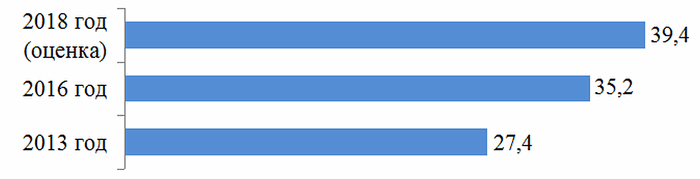 2018 год
(оценка)
39,4
2016 год
35,2
2013 год
27,4